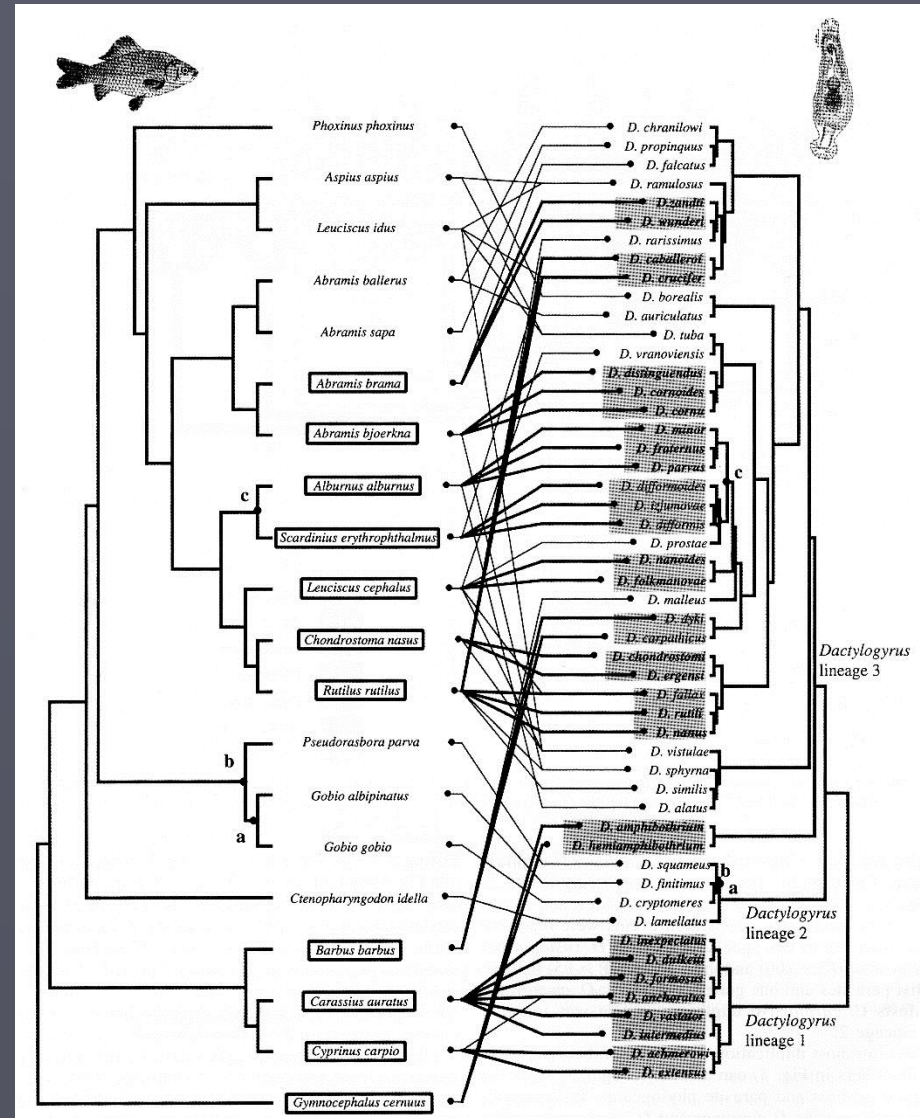 Phoxinus phoxinus
Aspius aspius
Leuciscus idus
Abramis ballerus
Abramis sapa
Abramis brama
Abramis bjoerkna
c
Alburnus alburnus
Scardinius erythrophthalmus
Leuciscus cephalus
Chondrostoma nasus
Rutilus rutilus
b
Pseudorasbora parva
Gobio albipinatus
a
Gobio gobio
Ctenopharyngodon idella
Barbus barbus
Carassius auratus
Cyprinus carpio
Gymnocephalus cernuus
D. chranilowi
D. propinquus
D. falcatus
D. ramulosus
D. zandti
D. wunderi
D. rarissimus
D. caballeroi
D. crucifer
D. borealis
D. auriculatus
D. tuba
D. vranoviensis
D. distinguendus
D. cornoides
D. cornu
D. minor
D. fraternus
D. parvus
c
D. difformoides
D. izjumovae
D. difformis
D. prostae
D. nanoides
D. folkmanovae
D. malleus
D. dyki
D. carpathicus
D. chondrostomi
D. ergensi
D. fallax
D. rutili
D. nanus
D. vistulae
D. sphyrna
D. similis
D. alatus
D. amphibothrium
D. hemiamphibothrium
D. squameus
b
D. finitimus
a
D. cryptomeres
D. lamellatus
D. inexpectatus
D. dulkeiti
D. formosus
D. anchoratus
D. vastator
D. intermedius
D. achmerowi
D. extensus
Dactylogyrus
lineage 3
Dactylogyrus
lineage 2
Dactylogyrus
lineage 1